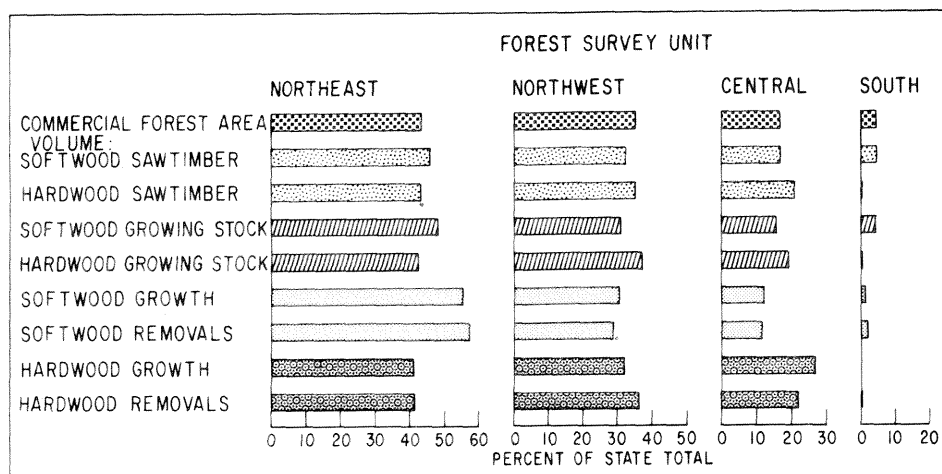 FOREST SURVEY UNIT
NORTHEAST NORTHWEST CENTRAL SOUTH
COMMERCIAL FOREST AREA
VOLUME:
SOFTWOOD SAWTIMBER
HARDWOOD SAWTIMBER
SOFTWOOD GROWING STOCK
HARDWOOD GROWING STOCK
SOFTWOOD GROWTH
SOFTWOOD REMOVALS
HARDWOOD GROWTH
HARDWOOD REMOVALS
0 10 20 30 40 50 60 0 10 20 30 40 50 0 10 20 30 0 10 20
PERCENT OF STATE TOTAL